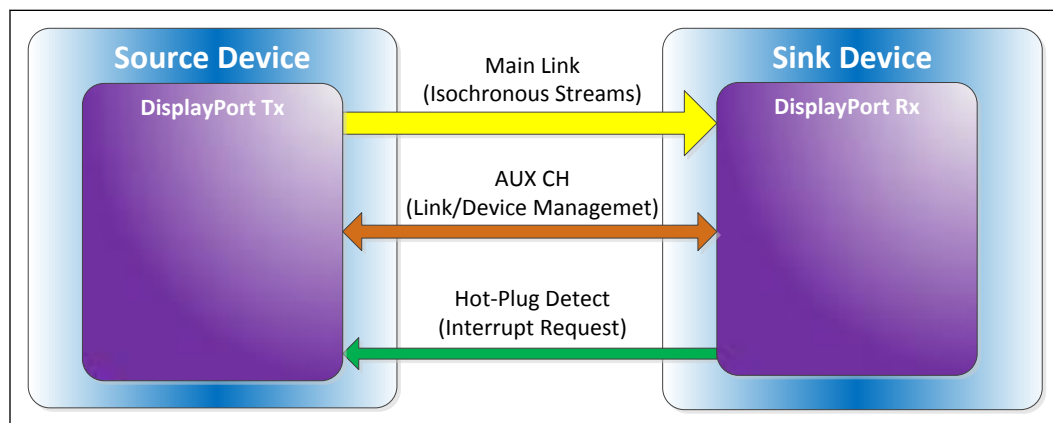 Source Device
DisplayPort Tx
Main Link
(Isochronous Streams)
AUX CH
(Link/Device Managemet)
Hot-Plug Detect
(Interrupt Request)
Sink Device
DisplayPort Rx